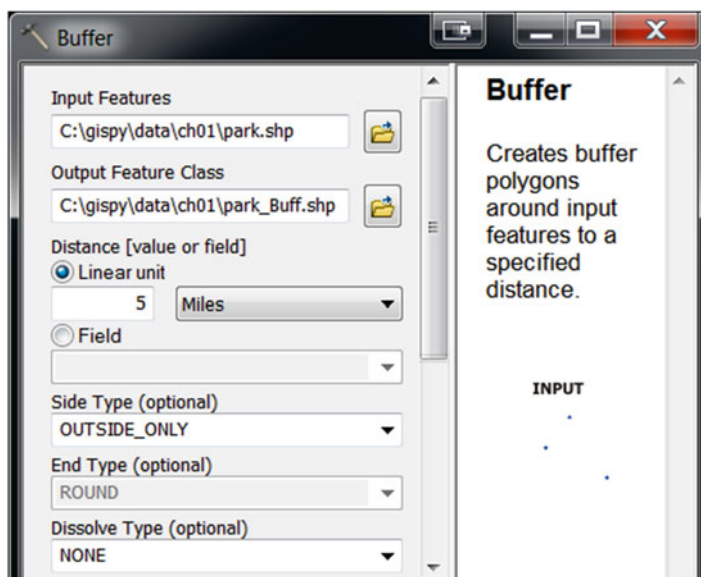 Buffer
Input Features
C:\gispy\data\ch01\park.shp
Output Feature Class
C:\gispy\data\ch01\park_Buff.shp
Distance [value or field]
Linear unit
5 Miles
Field
Side Type (optional)
OUTSIDE_ONLY
End Type (optional)
ROUND
Dissolve Type (optional)
NONE
Buffer
Creates buffer
polygons
around input
features to a
specified
distance.
INPUT